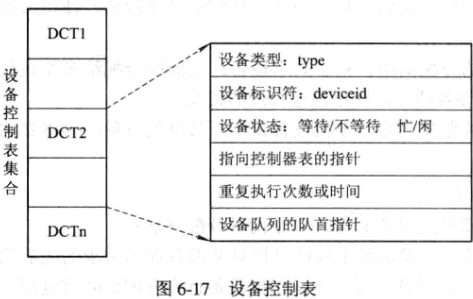 DCT1
设备控制表集合
DCT2
DCTn
设备类型：type
设备标识符：deviceid
设备状态：等待/不等待 忙/闲
指向控制器表的指针
重复执行次数或时间
设备队列的队首指针
图 6-17 设备控制表